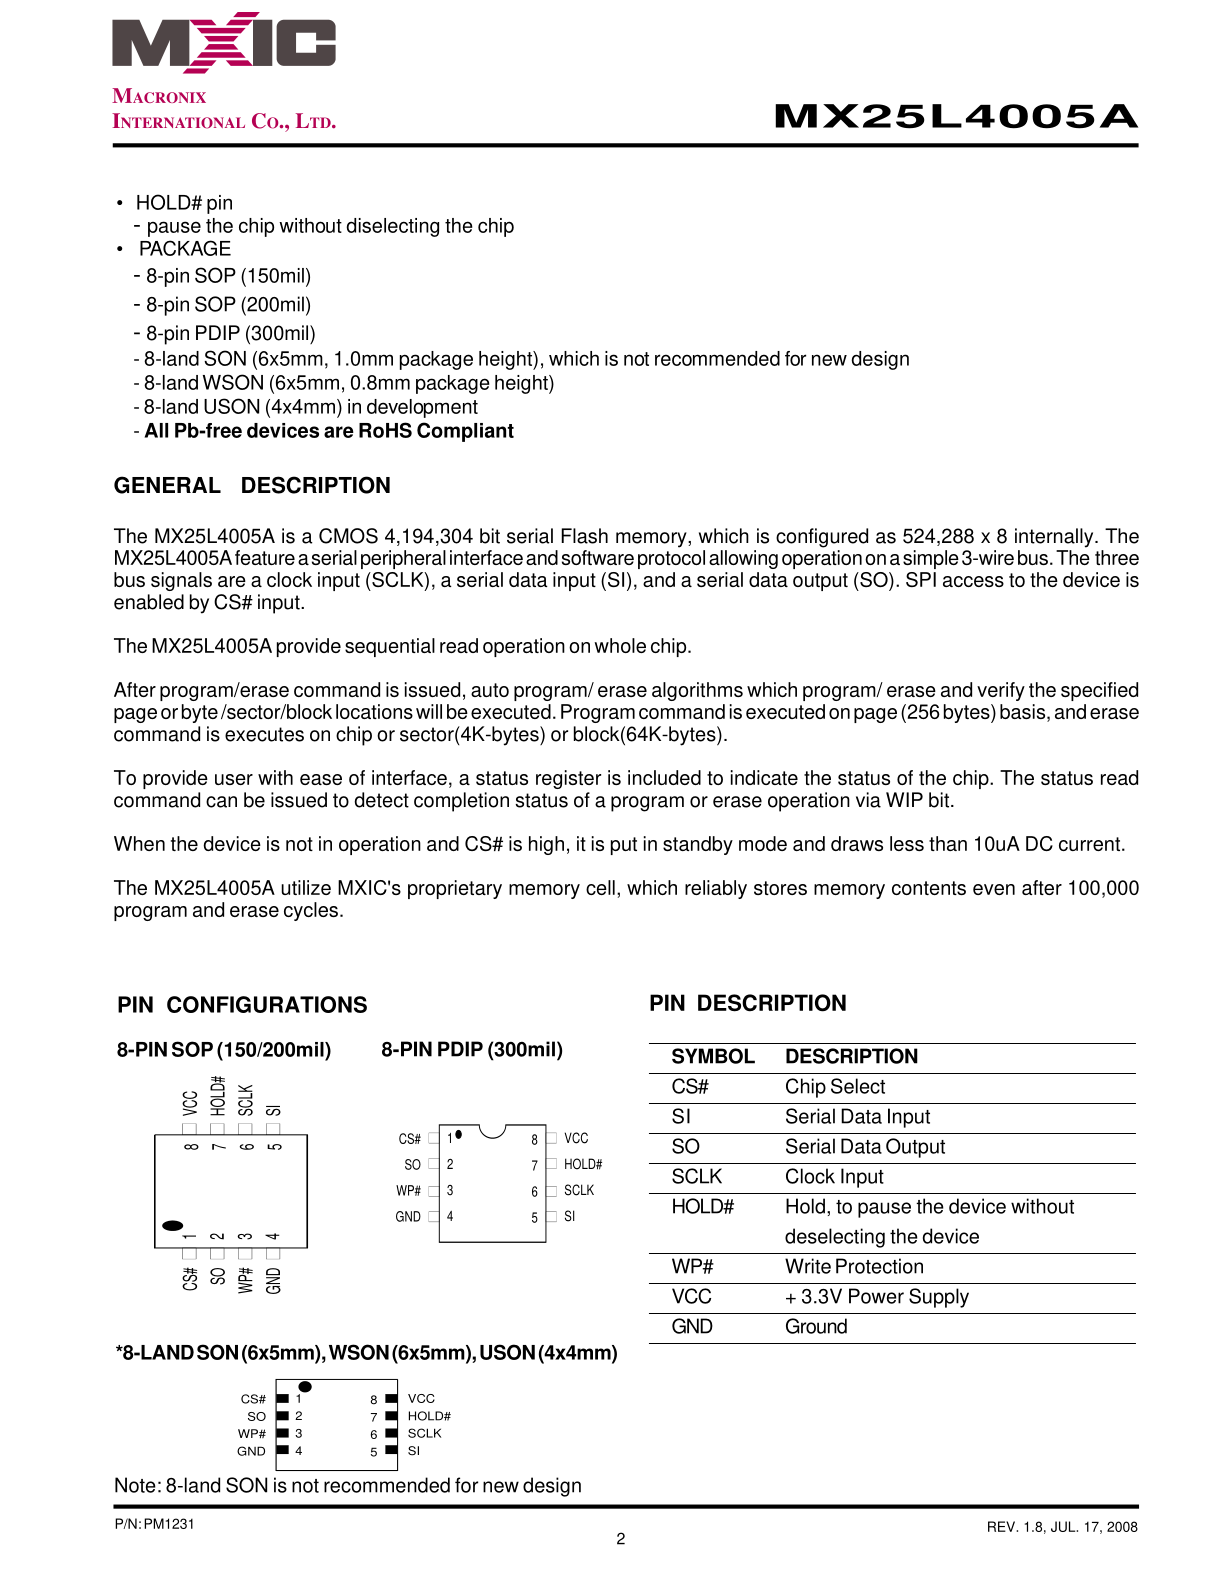 MXIC
MACRONIX
INTERNATIONAL CO., LTD.
MX25L4005A
• HOLD# pin
- pause the chip without diselecting the chip
• PACKAGE
- 8-pin SOP (150mil)
- 8-pin SOP (200mil)
- 8-pin PDIP (300mil)
- 8-land SON (6x5mm, 1.0mm package height), which is not recommended for new design
- 8-land WSON (6x5mm, 0.8mm package height)
- 8-land USON (4x4mm) in development
- All Pb-free devices are RoHS Compliant
GENERAL DESCRIPTION
The MX25L4005A is a CMOS 4,194,304 bit serial Flash memory, which is configured as 524,288 x 8 internally. The
MX25L4005A feature a serial peripheral interface and software protocol allowing operation on a simple 3-wire bus. The three
bus signals are a clock input (SCLK), a serial data input (SI), and a serial data output (SO). SPI access to the device is
enabled by CS# input.
The MX25L4005A provide sequential read operation on whole chip.
After program/erase command is issued, auto program/ erase algorithms which program/ erase and verify the specified
page or byte /sector/block locations will be executed. Program command is executed on page (256 bytes) basis, and erase
command is executes on chip or sector(4K-bytes) or block(64K-bytes).
To provide user with ease of interface, a status register is included to indicate the status of the chip. The status read
command can be issued to detect completion status of a program or erase operation via WIP bit.
When the device is not in operation and CS# is high, it is put in standby mode and draws less than 10uA DC current.
The MX25L4005A utilize MXIC's proprietary memory cell, which reliably stores memory contents even after 100,000
program and erase cycles.
PIN CONFIGURATIONS
8-PIN SOP (150/200mil)
VCC HOLD# SCLK SI
8 7 6 5
1 2 3 4
CS# SO WP# GND
8-PIN PDIP (300mil)
CS# 1 8 VCC
SO 2 7 HOLD#
WP# 3 6 SCLK
GND 4 5 SI
*8-LAND SON (6x5mm), WSON (6x5mm), USON (4x4mm)
CS# 1 8 VCC
SO 2 7 HOLD#
WP# 3 6 SCLK
GND 4 5 SI
Note: 8-land SON is not recommended for new design
PIN DESCRIPTION
SYMBOL DESCRIPTION
CS# Chip Select
SI Serial Data Input
SO Serial Data Output
SCLK Clock Input
HOLD# Hold, to pause the device without
deselecting the device
WP# Write Protection
VCC + 3.3V Power Supply
GND Ground
P/N: PM1231
2
REV. 1.8, JUL. 17, 2008